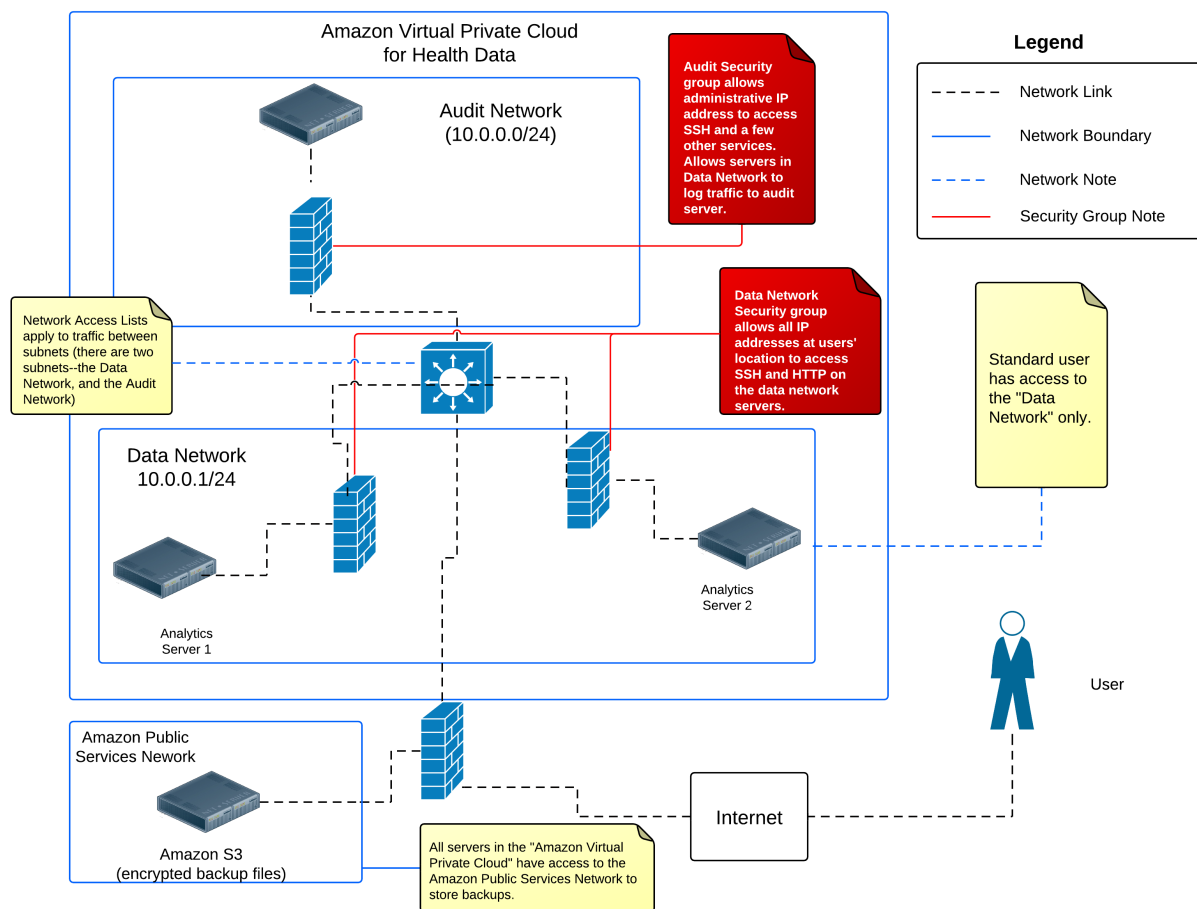 Amazon Virtual Private Cloud
for Health Data
Audit Network
(10.0.0.0/24)
Audit Security
group allows
administrative IP
address to access
SSH and a few
other services.
Allows servers in
Data Network to
log traffic to audit
server.
Legend
Network Link
Network Boundary
Network Note
Security Group Note
Network Access Lists
apply to traffic between
subnets (there are two
subnets--the Data
Network, and the Audit
Network)
Data Network
Security group
allows all IP
addresses at users'
location to access
SSH and HTTP on
the data network
servers.
Standard user
has access to
the "Data
Network" only.
Data Network
10.0.0.1/24
Analytics
Server 1
Analytics
Server 2
User
Amazon Public
Services Nework
Amazon S3
(encrypted backup files)
Internet
All servers in the "Amazon Virtual
Private Cloud" have access to the
Amazon Public Services Network to
store backups.